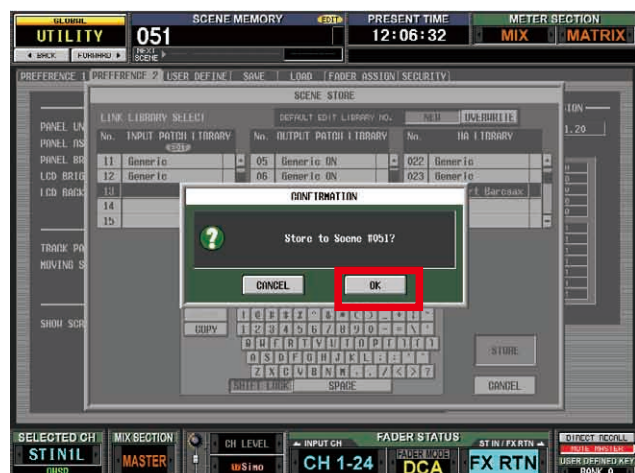 GLOBAL
UTILITY
BACK
SCENE MEMORY
EDIT
051
NEXT SCENE
PRESENT TIME
12:06:32
METER SECTION
MIX
MATRIX
PREFERENCE 1
PREFERENCE 2
USER DEFINE
SAVE
LOAD
FADER ASSIGN
SECURITY
SCENE STORE
LINK LIBRARY SELECT
DEFAULT EDIT LIBRARY NO.
NEW
OVERWRITE
No.
INPUT PATCH LIBRARY
EDIT
No.
OUTPUT PATCH LIBRARY
No.
HA LIBRARY
11 Generic
05 Generic ON
022 Generic
12 Generic
06 Generic ON
023 Generic
13
14
15
PANEL
PANEL
PANEL
LCD
LCD
1.20
CONFIRMATION
Store to Scene #051?
CANCEL
OK
TRACK
MOVING
SHOW
COPY
SHIFT LOCK
SPACE
STORE
CANCEL
SELECTED CH
STIN1L
MIX SECTION
MASTER
CH LEVEL
INPUT CH
CH 1-24
FADER STATUS
FADER MODE
DCA
ST IN / FX RTN
FX RTN
DIRECT RECALL
MUTE MASTER
USER DEFINED KEY
BANK A